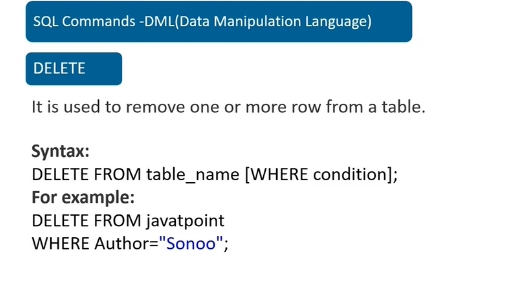 SQL Commands -DML(Data Manipulation Language)
DELETE
It is used to remove one or more row from a table.
Syntax:
DELETE FROM table_name [WHERE condition];
For example:
DELETE FROM javatpoint
WHERE Author="Sonoo";